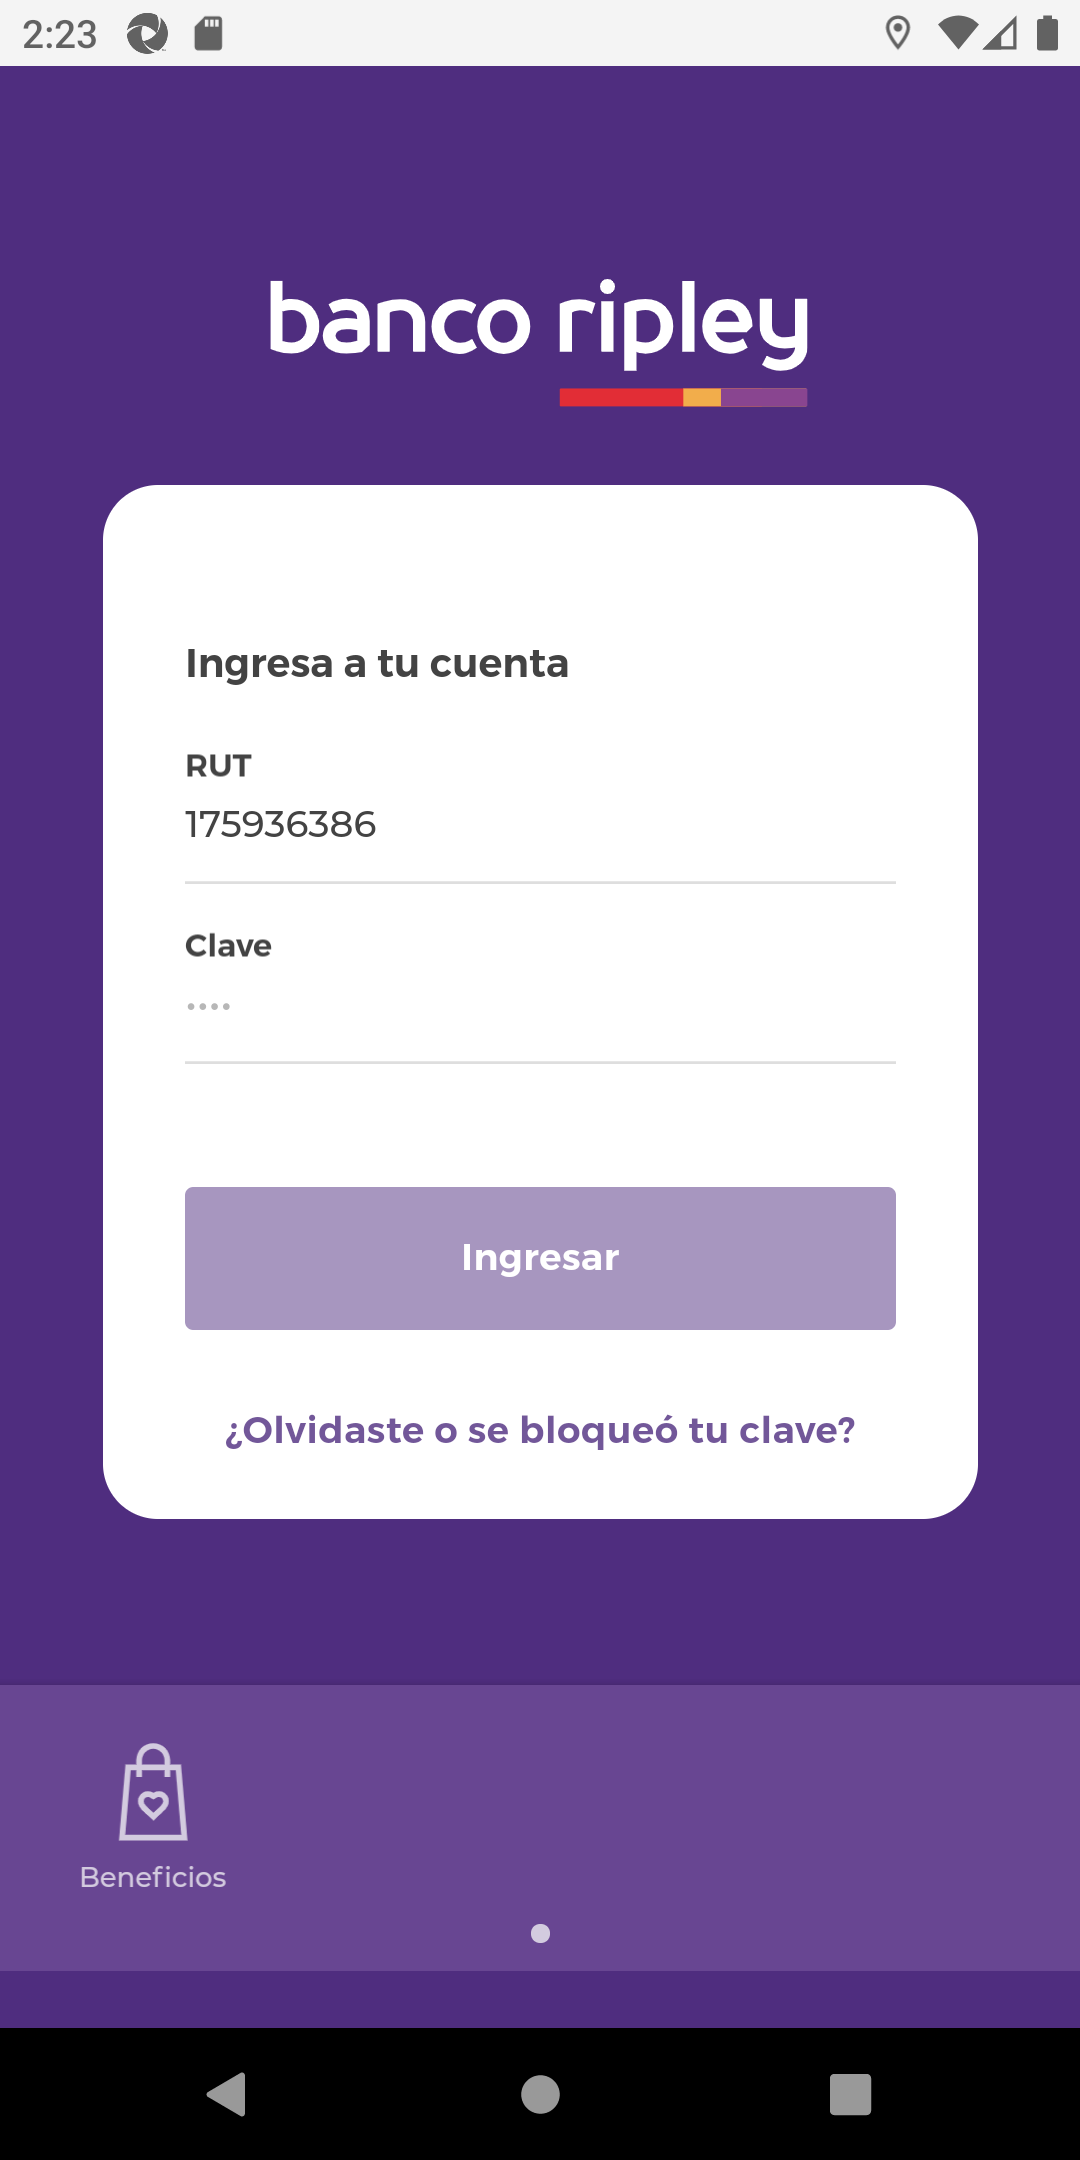 2:23
banco ripley
Ingresa a tu cuenta
RUT
175936386
Clave
••••
Ingresar
¿Olvidaste o se bloqueó tu clave?
Beneficios